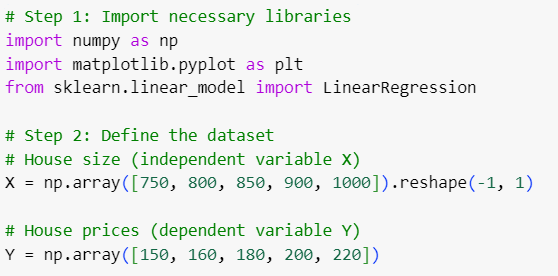 # Step 1: Import necessary libraries
import numpy as np
import matplotlib.pyplot as plt
from sklearn.linear_model import LinearRegression
# Step 2: Define the dataset
# House size (independent variable X)
X = np.array([750, 800, 850, 900, 1000]).reshape(-1, 1)
# House prices (dependent variable Y)
Y = np.array([150, 160, 180, 200, 220])